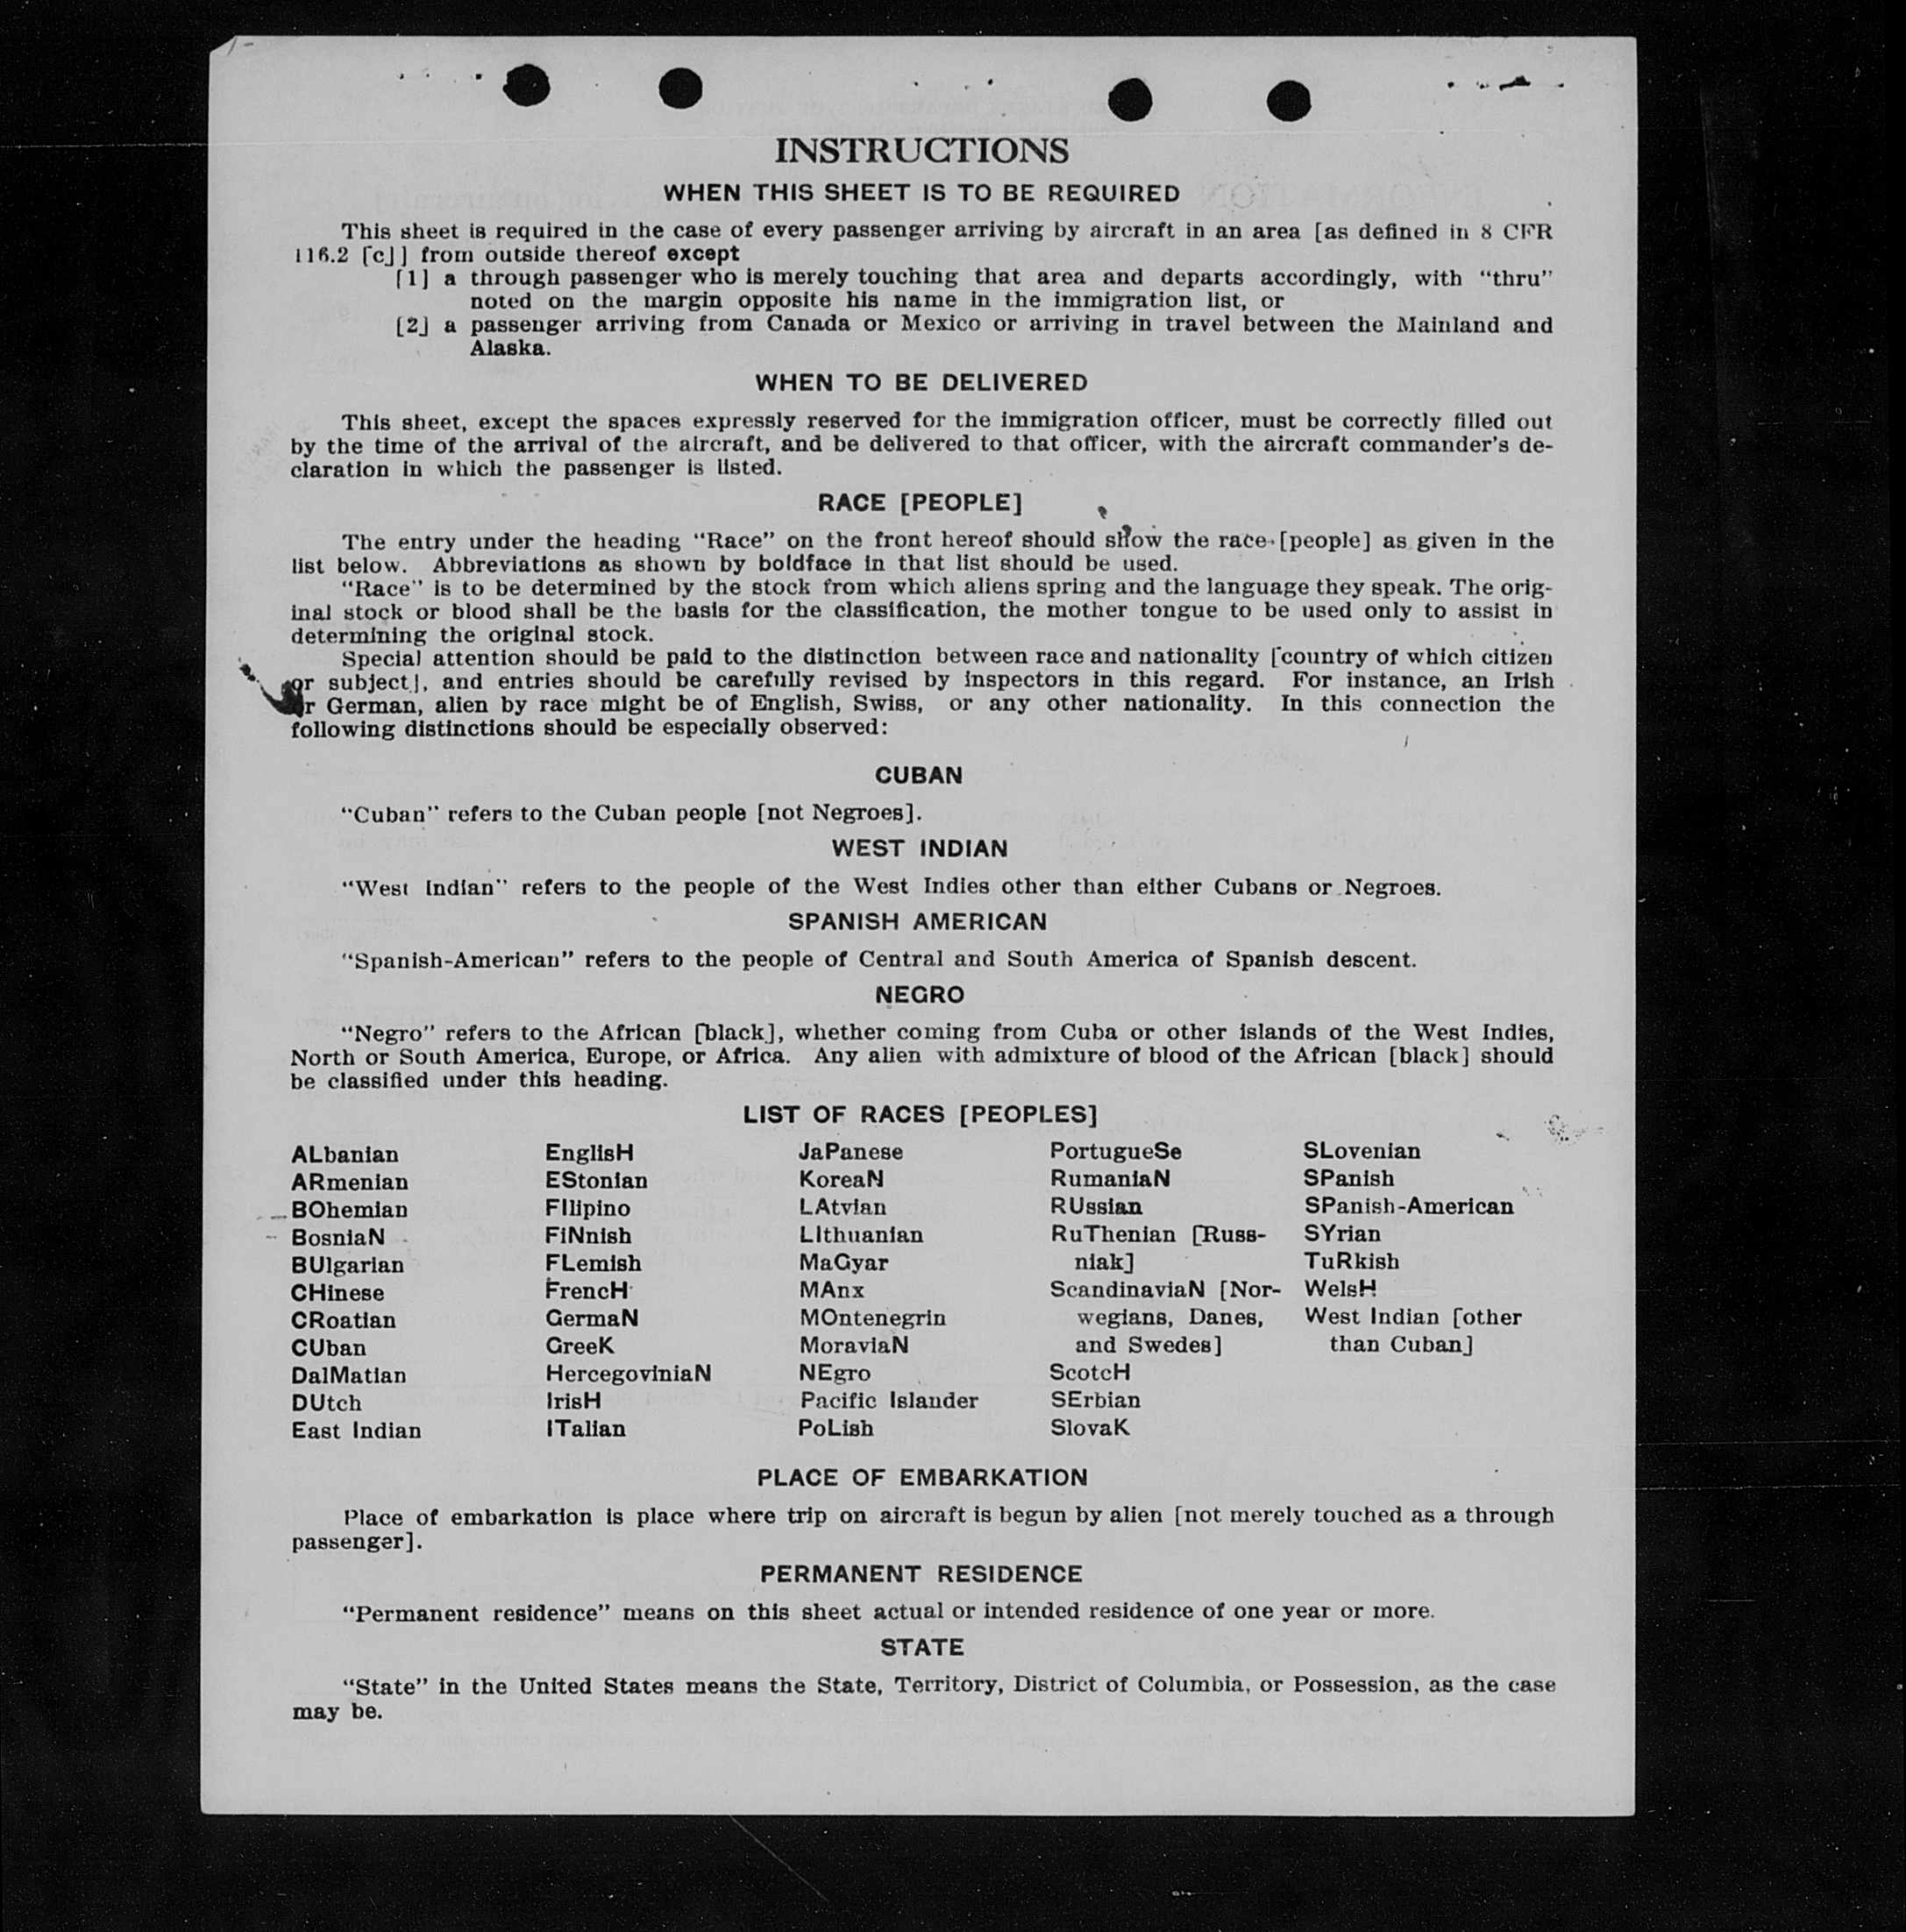 INSTRUCTIONS
WHEN THIS SHEET IS TO BE REQUIRED
This sheet is required in the case of every passenger arriving by aircraft in an area [as defined in 8 CFR
116.2 [c]] from outside thereof except
[1] a through passenger who is merely touching that area and departs accordingly, with "thru"
noted on the margin opposite his name in the immigration list, or
[2] a passenger arriving from Canada or Mexico or arriving in travel between the Mainland and
Alaska.
WHEN TO BE DELIVERED
This sheet, except the spaces expressly reserved for the immigration officer, must be correctly filled out
by the time of the arrival of the aircraft, and be delivered to that officer, with the aircraft commander's de-
claration in which the passenger is listed.
RACE [PEOPLE]
The entry under the heading "Race" on the front hereof should show the race [people] as given in the
list below. Abbreviations as shown by boldface in that list should be used.
"Race" is to be determined by the stock from which aliens spring and the language they speak. The orig-
inal stock or blood shall be the basis for the classification, the mother tongue to be used only to assist in
determining the original stock.
Special attention should be paid to the distinction between race and nationality [country of which citizen
or subject], and entries should be carefully revised by inspectors in this regard. For instance, an Irish
or German, alien by race might be of English, Swiss, or any other nationality. In this connection the
following distinctions should be especially observed:
CUBAN
"Cuban" refers to the Cuban people [not Negroes].
WEST INDIAN
"West Indian" refers to the people of the West Indies other than either Cubans or Negroes.
SPANISH AMERICAN
"Spanish-American" refers to the people of Central and South America of Spanish descent.
NEGRO
"Negro" refers to the African [black], whether coming from Cuba or other islands of the West Indies,
North or South America, Europe, or Africa. Any alien with admixture of blood of the African [black] should
be classified under this heading.
LIST OF RACES [PEOPLES]
ALbanian
ARmenian
BOhemian
BosniaN
BUlgarian
CHinese
CRoatian
CUban
DalMatian
DUtch
East Indian
EnglisH
EStonian
FIlipino
FiNnish
FLemish
FrencH
GermaN
GreeK
HercegoviniaN
IrisH
ITalian
JaPanese
KoreaN
LAtvian
LIthuanian
MaGyar
MAnx
MOntenegrin
MoraviaN
NEgro
Pacific Islander
PoLish
PortugueSe
RumaniaN
RUssian
RuThenian [Russ-
niak]
ScandinaviaN [Nor-
wegians, Danes,
and Swedes]
ScotcH
SErbian
SlovaK
SLovenian
SPanish
SPanish-American
SYrian
TuRkish
WelsH
West Indian [other
than Cuban]
PLACE OF EMBARKATION
Place of embarkation is place where trip on aircraft is begun by alien [not merely touched as a through
passenger].
PERMANENT RESIDENCE
"Permanent residence" means on this sheet actual or intended residence of one year or more.
STATE
"State" in the United States means the State, Territory, District of Columbia, or Possession, as the case
may be.